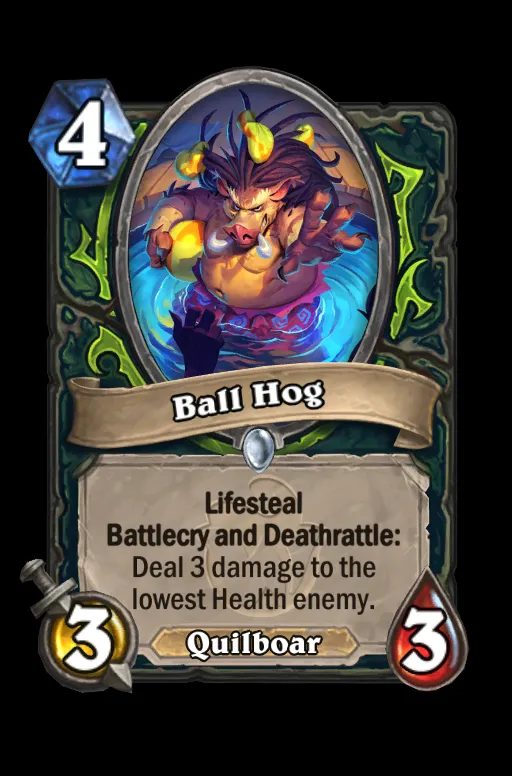 4
Ball Hog
Lifesteal
Battlecry and Deathrattle:
Deal 3 damage to the
lowest Health enemy.
3
Quilboar
3